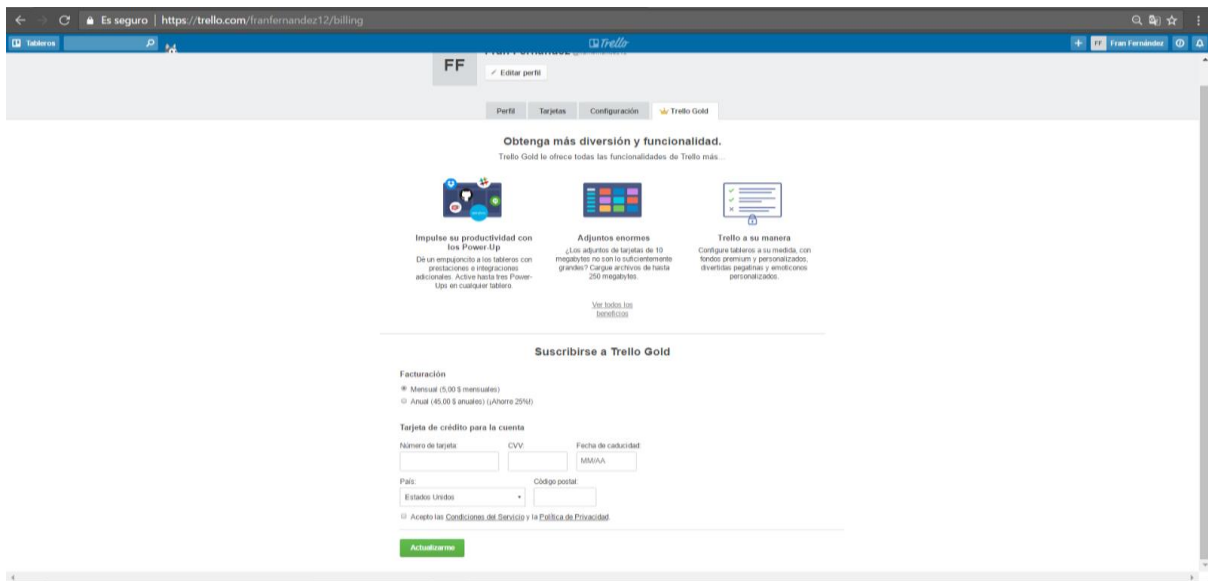 Es seguro | https://trello.com/franfernandez12/billing
Tableros
Trello
FF Fran Fernández
FF
Editar perfil
Perfil Tarjetas Configuración Trello Gold
Obtenga más diversión y funcionalidad.
Trello Gold le ofrece todas las funcionalidades de Trello más...
Impulse su productividad con
los Power-Up
Dé un empujoncito a los tableros con
prestaciones e integraciones
adicionales. Active hasta tres Power-
Ups en cualquier tablero.
Adjuntos enormes
¿Los adjuntos de tarjetas de 10
megabytes no son lo suficientemente
grandes? Cargue archivos de hasta
250 megabytes.
Trello a su manera
Configure tableros a su medida, con
fondos premium y personalizados,
divertidas pegatinas y emoticonos
personalizados.
Ver todos los
beneficios
Suscribirse a Trello Gold
Facturación
Mensual (5,00 $ mensuales)
Anual (45,00 $ anuales) (¡Ahorre 25%!)
Tarjeta de crédito para la cuenta
Número de tarjeta: CVV: Fecha de caducidad:
MM/AA
País: Código postal:
Estados Unidos
Acepto las Condiciones del Servicio y la Política de Privacidad.
Actualizarme